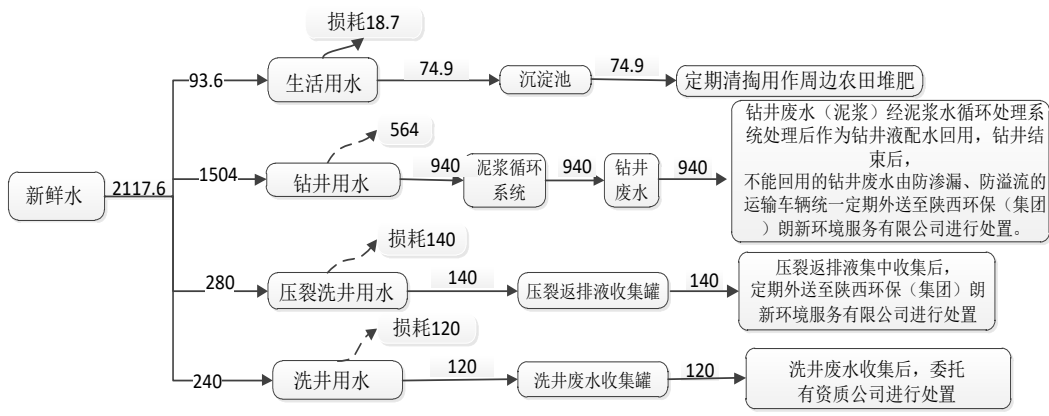 损耗18.7
93.6
生活用水
74.9
沉淀池
74.9
定期清掏用作周边农田堆肥
564
新鲜水
2117.6
1504
钻井用水
940
泥浆循环
系统
940
钻井
废水
940
钻井废水（泥浆）经泥浆水循环处理系
统处理后作为钻井液配水回用，钻井结
束后，
不能回用的钻井废水由防渗漏、防溢流的
运输车辆统一定期外送至陕西环保（集团
）朗新环境服务有限公司进行处置。
损耗140
280
压裂洗井用水
140
压裂返排液收集罐
140
压裂返排液集中收集后，
定期外送至陕西环保（集团）朗
新环境服务有限公司进行处置
损耗120
240
洗井用水
120
洗井废水收集罐
120
洗井废水收集后，委托
有资质公司进行处置